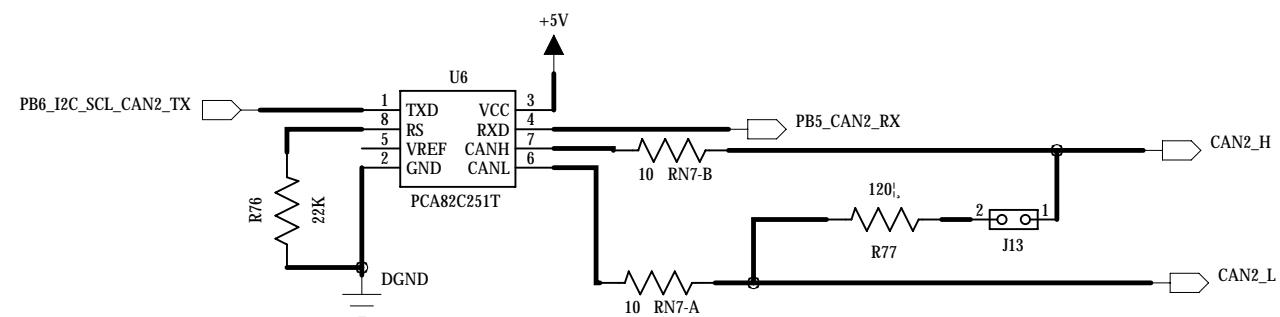 +5V
U6
PB6_I2C_SCL_CAN2_TX
1 TXD VCC 3
8 RS RXD 4
PB5_CAN2_RX
5 VREF CANH 7
2 GND CANL 6
CAN2_H
10 RN7-B
PCA82C251T
R76
22K
120¦¸
2 1
R77
J13
DGND
CAN2_L
10 RN7-A